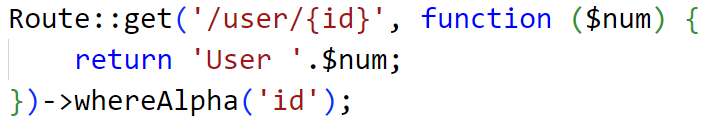 Route::get('/user/{id}', function ($num) {
    return 'User '.$num;
})->whereAlpha('id');